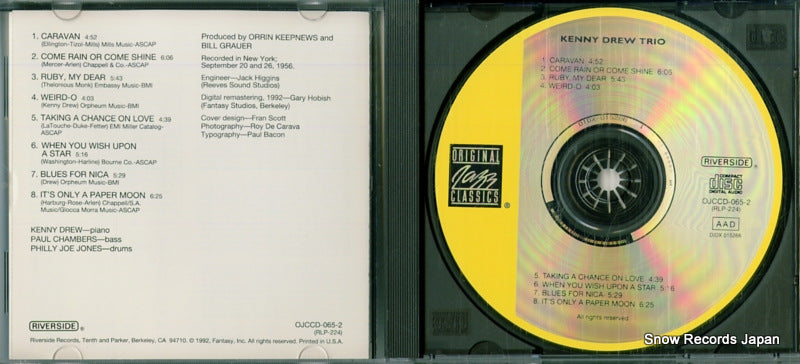 1. CARAVAN 4:52
(Ellington-Tizol-Mills) Mills Music-ASCAP
2. COME RAIN OR COME SHINE 6:06
(Mercer-Arlen) Chappell & Co.-ASCAP
3. RUBY, MY DEAR 5:43
(Thelonious Monk) Embassy Music-BMI
4. WEIRD-O 4:03
(Kenny Drew) Orpheum Music-BMI
5. TAKING A CHANCE ON LOVE 4:39
(LaTouche-Duke-Fetter) EMI Miller Catalog-
ASCAP
6. WHEN YOU WISH UPON
A STAR 5:16
(Washington-Harline) Bourne Co.-ASCAP
7. BLUES FOR NICA 5:29
(Drew) Orpheum Music-BMI
8. IT'S ONLY A PAPER MOON 6:25
(Harburg-Rose-Arlen) Chappell/S.A.
Music/Glocca Morra Music-ASCAP
KENNY DREW—piano
PAUL CHAMBERS—bass
PHILLY JOE JONES—drums
Produced by ORRIN KEEPNEWS and
BILL GRAUER
Recorded in New York;
September 20 and 26, 1956.
Engineer—Jack Higgins
(Reeves Sound Studios)
Digital remastering, 1992—Gary Hobish
(Fantasy Studios, Berkeley)
Cover design—Fran Scott
Photography—Roy De Carava
Typography—Paul Bacon
RIVERSIDE ®
OJCCD-065-2
(RLP-224)
Riverside Records, Tenth and Parker, Berkeley, CA 94710. © 1992, Fantasy, Inc. All rights reserved. Printed in U.S.A.
KENNY DREW TRIO
1. CARAVAN 4:52
2. COME RAIN OR COME SHINE 6:05
3. RUBY, MY DEAR 5:43
4. WEIRD-O 4:03
ORIGINAL
Jazz
CLASSICS ®
RIVERSIDE ®
COMPACT
disc
DIGITAL AUDIO
OJCCD-065-2
(RLP-224)
AAD
5. TAKING A CHANCE ON LOVE 4:39
6. WHEN YOU WISH UPON A STAR 5:16
7. BLUES FOR NICA 5:29
8. IT'S ONLY A PAPER MOON 6:25
All rights reserved.
Snow Records Japan